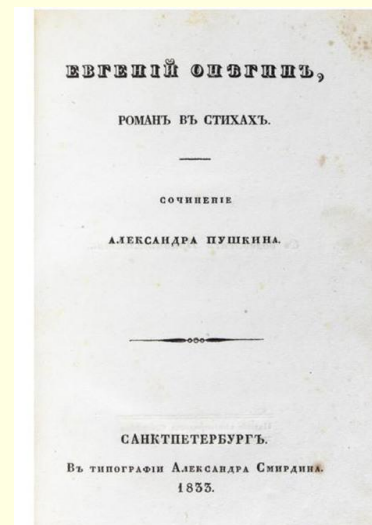 ЕВГЕНІЙ ОНѢГИНЪ,
РОМАНЪ ВЪ СТИХАХЪ.
СОЧИНЕНІЕ
АЛЕКСАНДРА ПУШКИНА.
САНКТПЕТЕРБУРГЪ.
Въ типографіи Александра Смирдина.
1833.